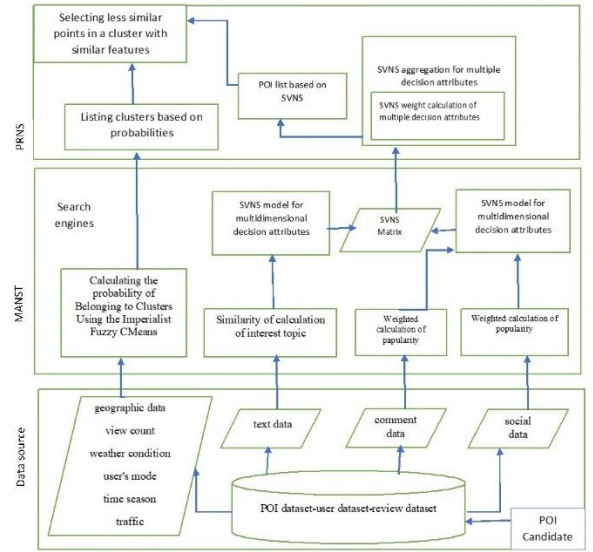 Selecting less similar
points in a cluster with
similar features
Listing clusters based on
probabilities
POI list based on
SVNS
SVNS aggregation for multiple
decision attributes
SVNS weight calculation of
multiple decision attributes
PRNS
Search
engines
SVNS model for
multidimensional
decision attributes
SVNS
Matrix
SVNS model for
multidimensional
decision attributes
Calculating the
probability of
Belonging to Clusters
Using the Imperialist
Fuzzy CMeans
Similarity of calculation
of interest topic
Weighted
calculation of
papularity
Weighted calculation of
popularity
MANST
geographic data
view count
weather condition
user's mode
time season
traffic
text data
comment
data
social
data
POI dataset-user dataset-review dataset
POI
Candidate
Data source